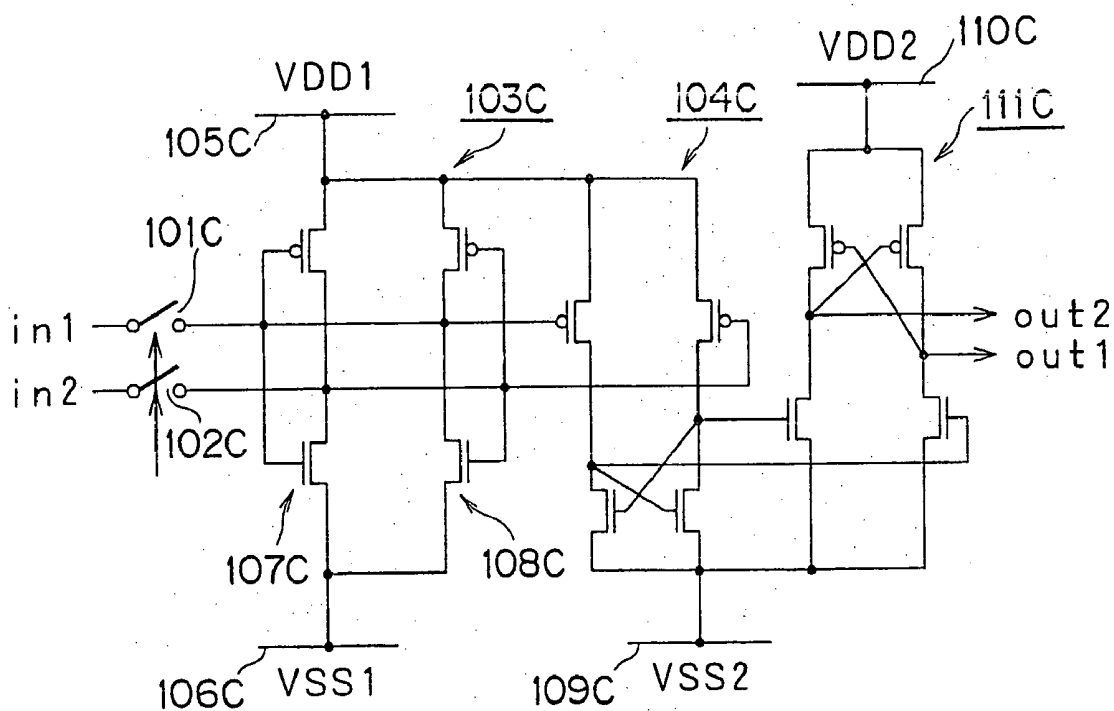 VDD2
110C
VDD1
103C
104C
111C
105C
101C
in1
out2
out1
in2
102C
107C
108C
106C
VSS1
109C
VSS2